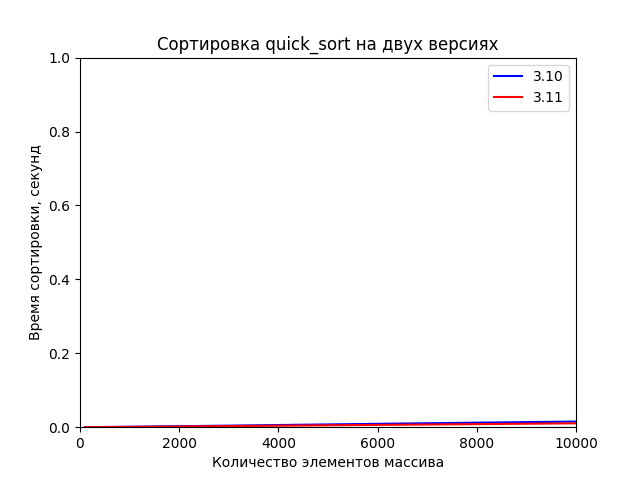 Сортировка quick_sort на двух версиях
3.10
3.11
1.0
0.8
0.6
0.4
0.2
0.0
Время сортировки, секунд
0 2000 4000 6000 8000 10000
Количество элементов массива